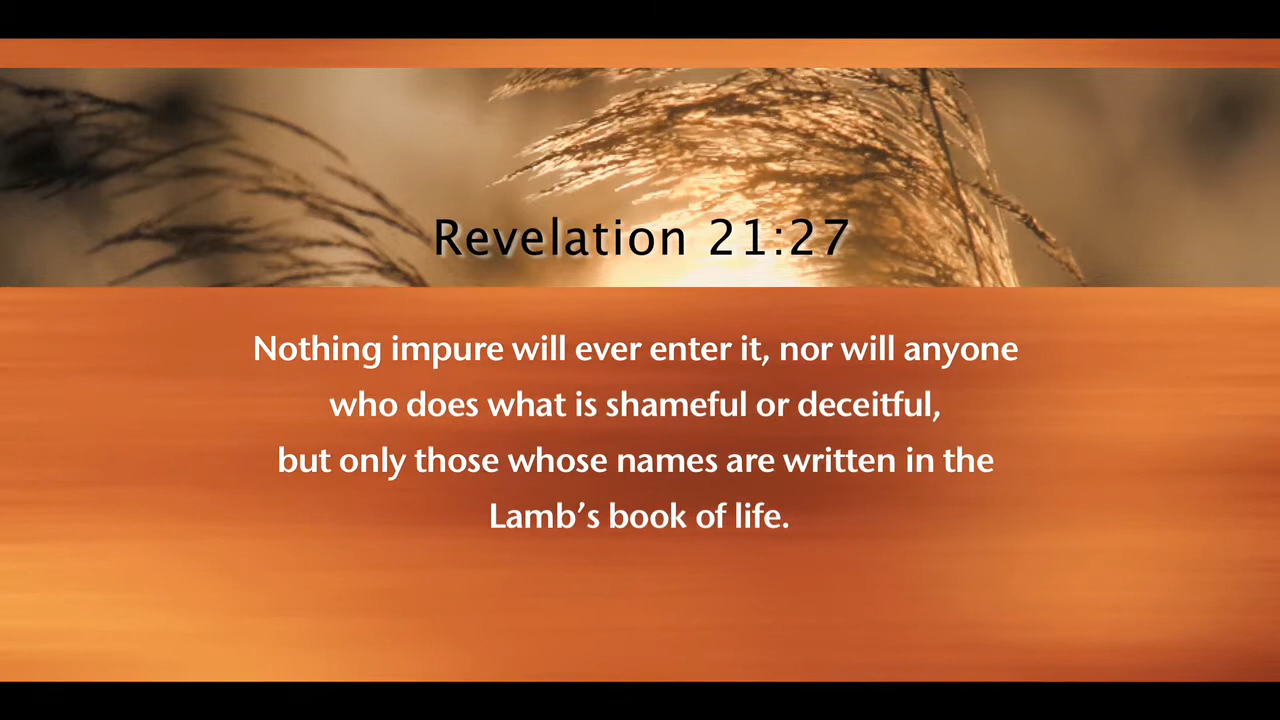 Revelation 21:27
Nothing impure will ever enter it, nor will anyone
who does what is shameful or deceitful,
but only those whose names are written in the
Lamb’s book of life.